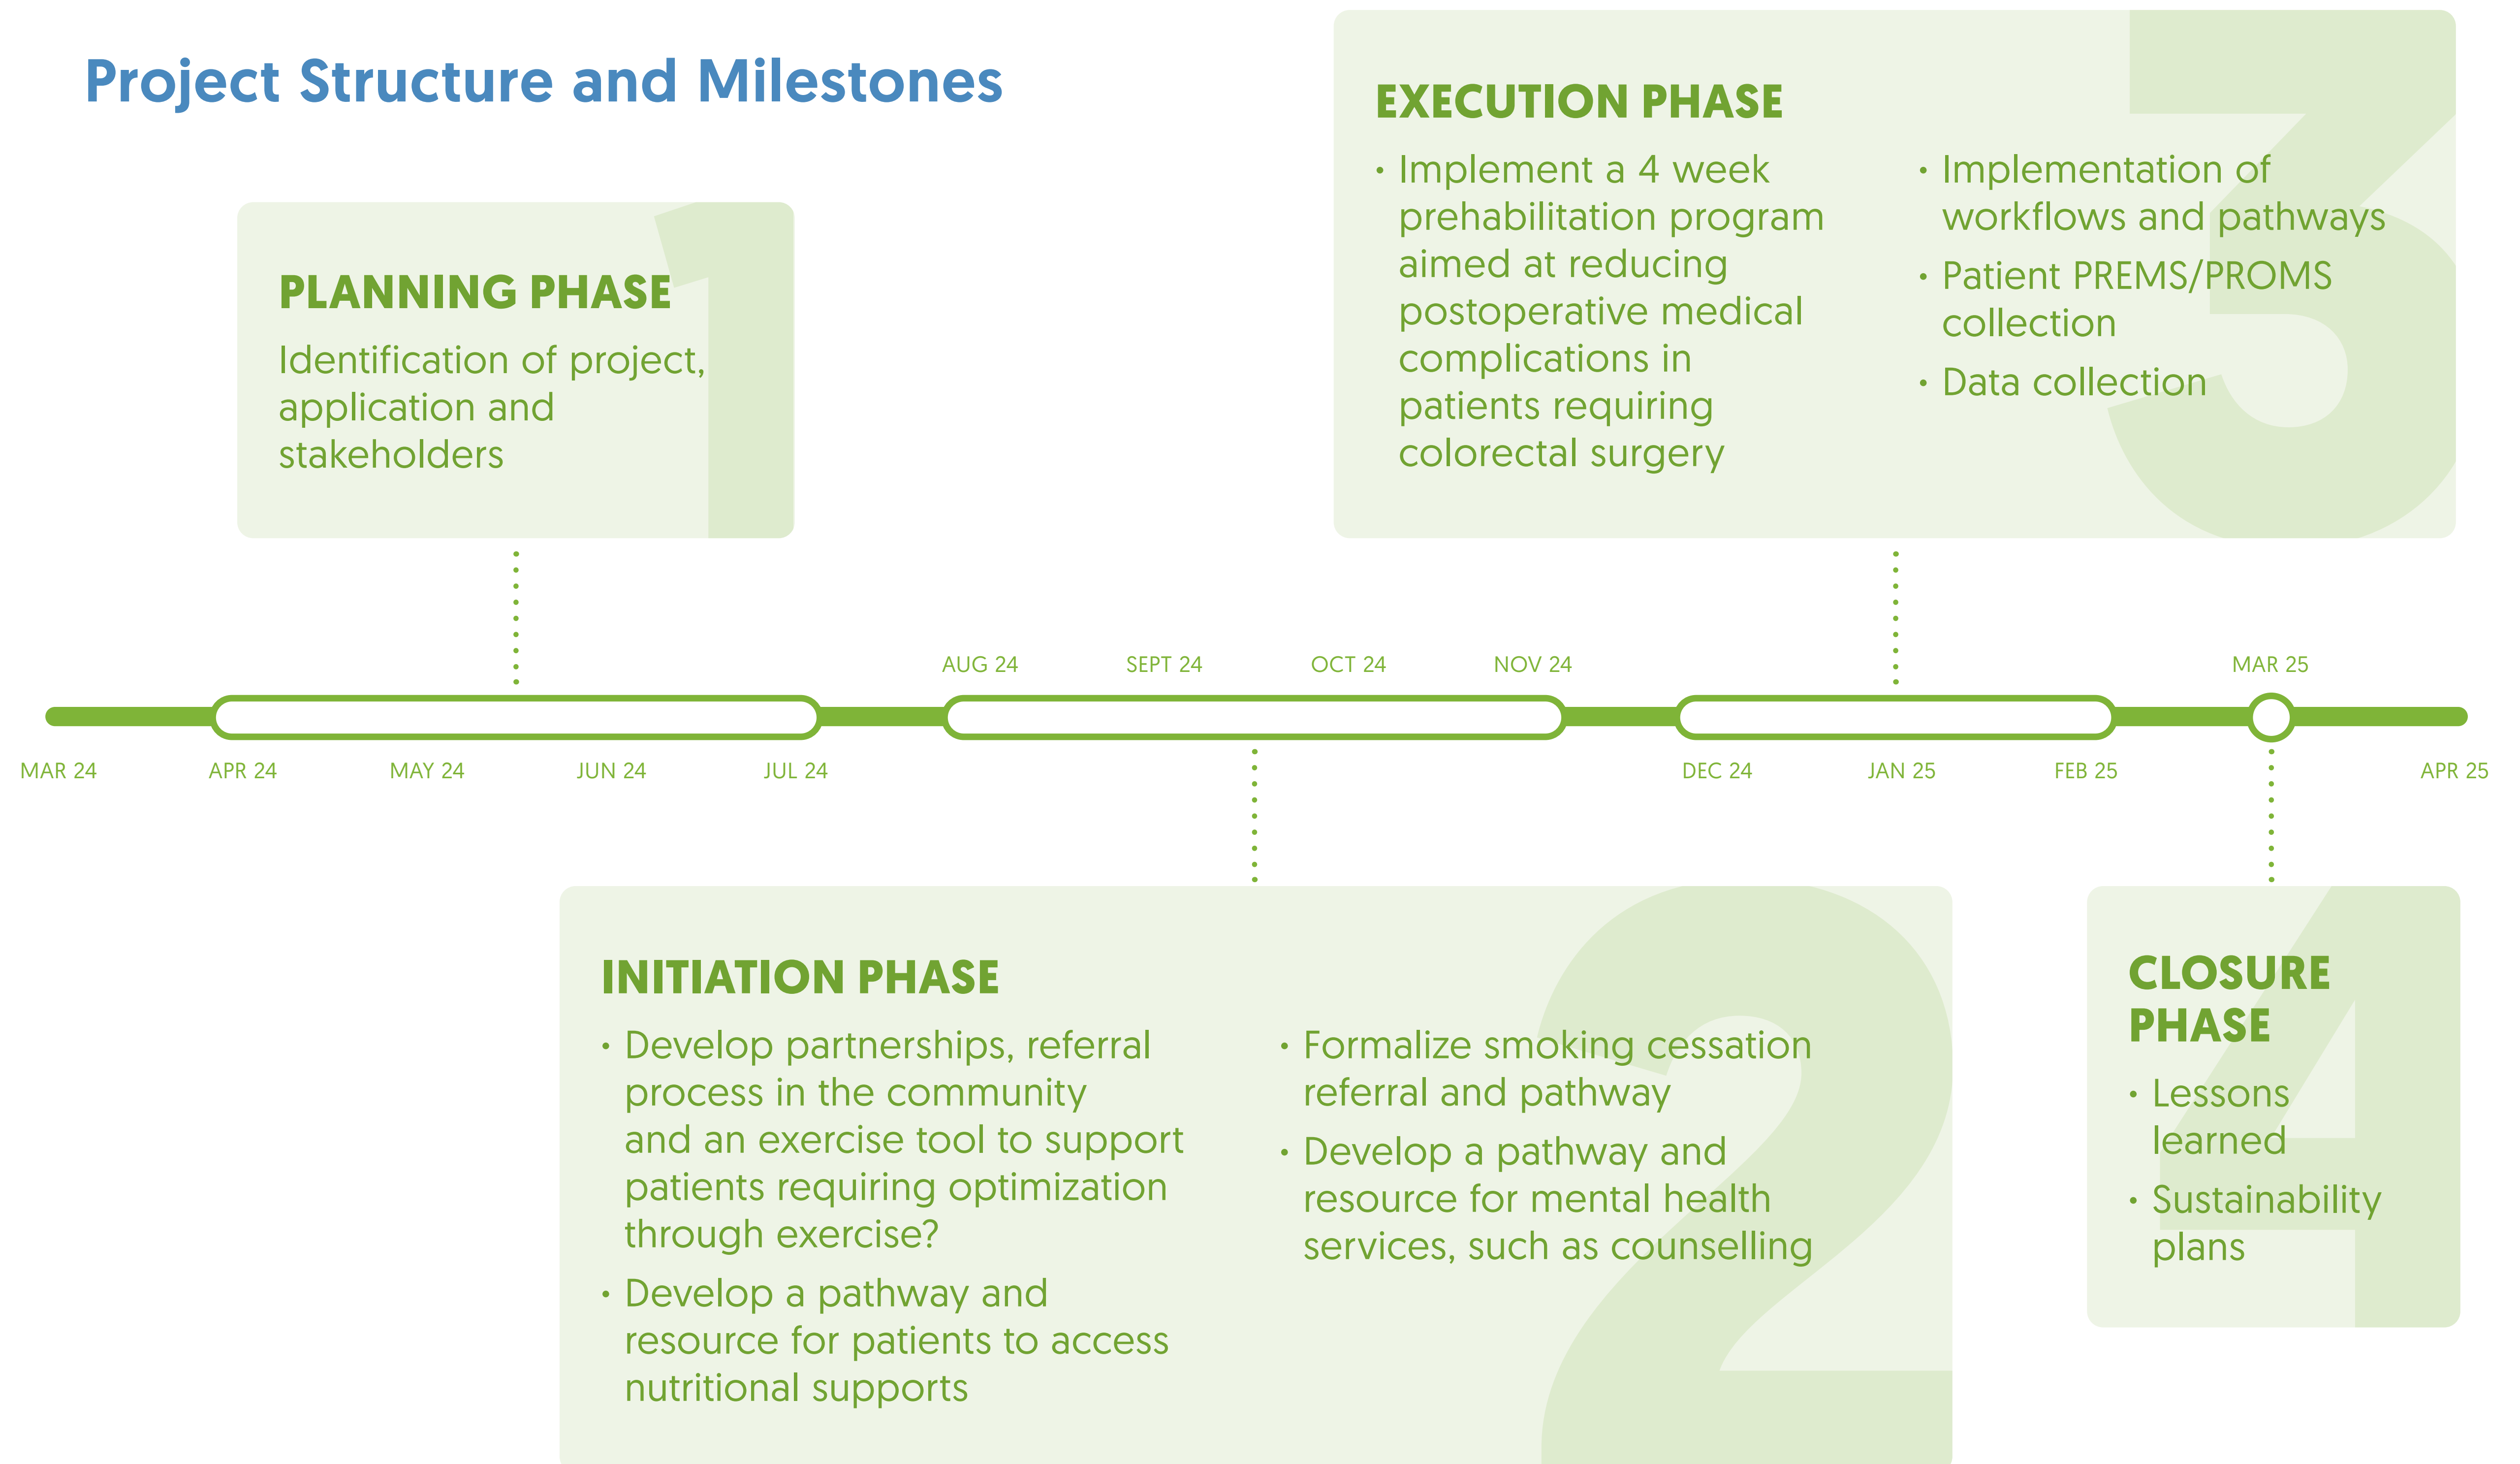 Project Structure and Milestones
1
PLANNING PHASE
Identification of project,
application and
stakeholders
3
EXECUTION PHASE
• Implement a 4 week
prehabilitation program
aimed at reducing
postoperative medical
complications in
patients requiring
colorectal surgery
• Implementation of
workflows and pathways
• Patient PREMS/PROMS
collection
• Data collection
AUG 24 SEPT 24 OCT 24 NOV 24 MAR 25
MAR 24 APR 24 MAY 24 JUN 24 JUL 24 DEC 24 JAN 25 FEB 25 APR 25
2
INITIATION PHASE
• Develop partnerships, referral
process in the community
and an exercise tool to support
patients requiring optimization
through exercise?
• Develop a pathway and
resource for patients to access
nutritional supports
• Formalize smoking cessation
referral and pathway
• Develop a pathway and
resource for mental health
services, such as counselling
4
CLOSURE
PHASE
• Lessons
learned
• Sustainability
plans